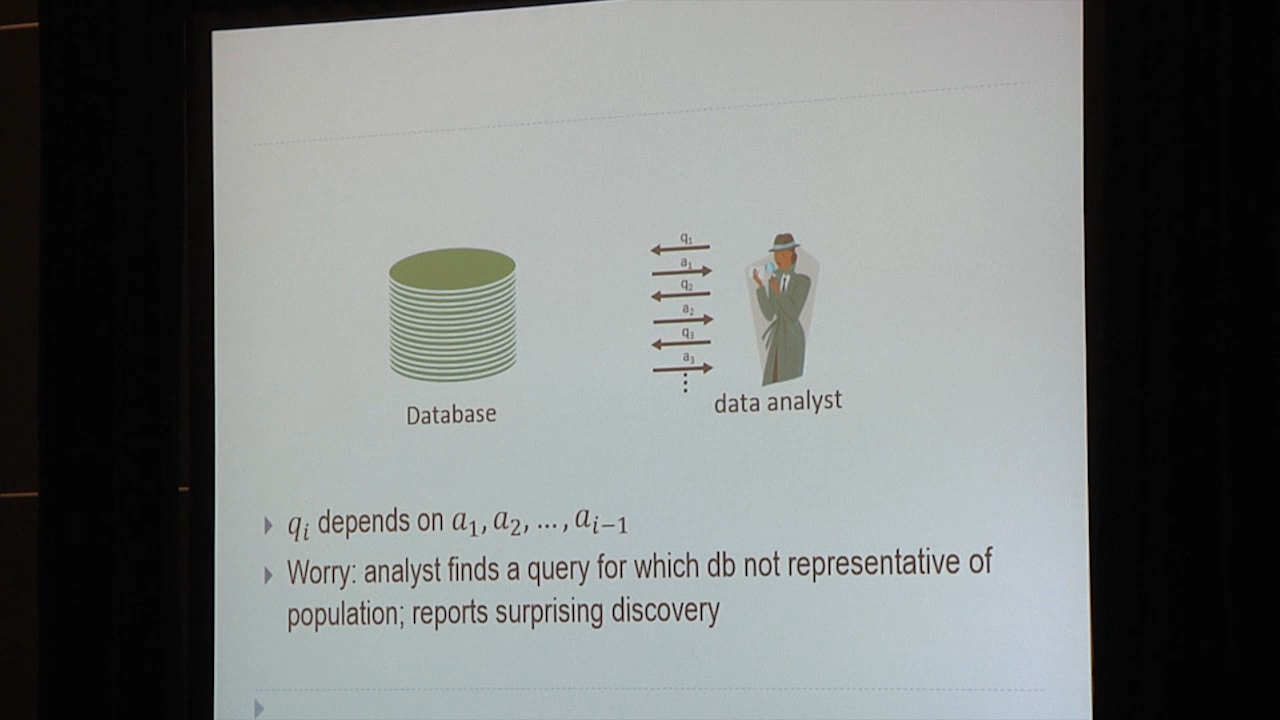 q₁
a₁
q₂
a₂
q₃
a₃
Database
data analyst
qᵢ depends on a₁, a₂, …, aᵢ₋₁
Worry: analyst finds a query for which db not representative of
population; reports surprising discovery